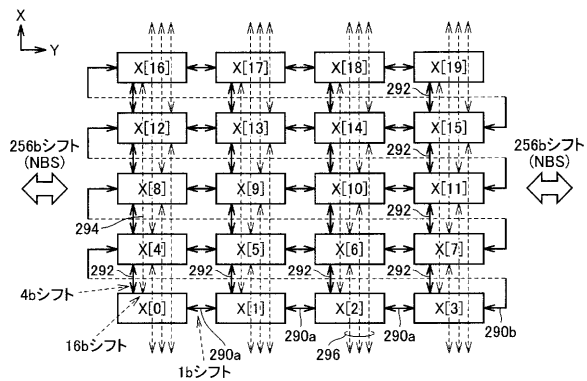 X
Y
X[16] X[17] X[18] X[19]
292
X[12] X[13] X[14] X[15]
256bシフト
(NBS)
292
256bシフト
(NBS)
X[8] X[9] X[10] X[11]
294
292
X[4] X[5] X[6] X[7]
292 292 292 292
4bシフト
X[0] X[1] X[2] X[3]
16bシフト
290a 290a 290a 290b
1bシフト
296